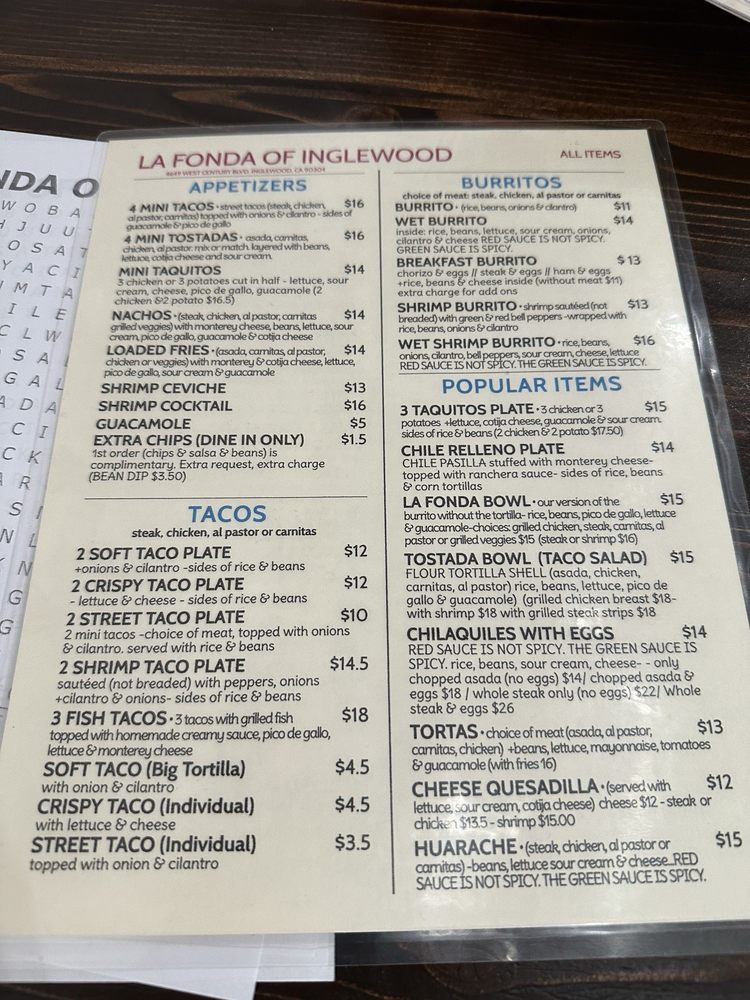 LA FONDA OF INGLEWOOD
ALL ITEMS
4649 WEST CENTURY BLVD. INGLEWOOD, CA 90304
APPETIZERS
4 MINI TACOS • street tacos (steak, chicken, $16
al pastor, carnitas) topped with onions & cilantro - sides of
guacamole & pico de gallo
4 MINI TOSTADAS • asada, carnitas, $16
chicken, al pastor. mix or match. layered with beans,
lettuce, cotija cheese and sour cream.
MINI TAQUITOS $14
3 chicken or 3 potatoes cut in half - lettuce, sour
cream, cheese, pico de gallo, guacamole (2
chicken &2 potato $16.5)
NACHOS • (steak, chicken, al pastor, carnitas $14
grilled veggies) with monterey cheese, beans, lettuce, sour
cream, pico de gallo, guacamole & cotija cheese
LOADED FRIES • (asada, carnitas, al pastor, $14
chicken or veggies) with monterey & cotija cheese, lettuce,
pico de gallo, sour cream & guacamole
SHRIMP CEVICHE $13
SHRIMP COCKTAIL $16
GUACAMOLE $5
EXTRA CHIPS (DINE IN ONLY) $1.5
1st order (chips & salsa & beans) is
complimentary. Extra request, extra charge
(BEAN DIP $3.50)
TACOS
steak, chicken, al pastor or carnitas
2 SOFT TACO PLATE $12
+onions & cilantro -sides of rice & beans
2 CRISPY TACO PLATE $12
- lettuce & cheese - sides of rice & beans
2 STREET TACO PLATE $10
2 mini tacos -choice of meat, topped with onions
& cilantro. served with rice & beans
2 SHRIMP TACO PLATE $14.5
sautéed (not breaded) with peppers, onions
+cilantro & onions- sides of rice & beans
3 FISH TACOS • 3 tacos with grilled fish $18
topped with homemade creamy sauce, pico de gallo,
lettuce & monterey cheese
SOFT TACO (Big Tortilla) $4.5
with onion & cilantro
CRISPY TACO (Individual) $4.5
with lettuce & cheese
STREET TACO (Individual) $3.5
topped with onion & cilantro
BURRITOS
choice of meat: steak, chicken, al pastor or carnitas
BURRITO • (rice, beans, onions & cilantro) $11
WET BURRITO $14
inside: rice, beans, lettuce, sour cream, onions,
cilantro & cheese RED SAUCE IS NOT SPICY.
GREEN SAUCE IS SPICY.
BREAKFAST BURRITO $ 13
chorizo & eggs // steak & eggs // ham & eggs
+rice, beans & cheese inside (without meat $11)
extra charge for add ons
SHRIMP BURRITO • shrimp sautéed (not $13
breaded) with green & red bell peppers -wrapped with
rice, beans, onions & cilantro
WET SHRIMP BURRITO • rice, beans, $16
onions, cilantro, bell peppers, sour cream, cheese, lettuce
RED SAUCE IS NOT SPICY. THE GREEN SAUCE IS SPICY.
POPULAR ITEMS
3 TAQUITOS PLATE • 3 chicken or 3 $15
potatoes +lettuce, cotija cheese, guacamole & sour cream.
sides of rice & beans (2 chicken & 2 potato $17.50)
CHILE RELLENO PLATE $14
CHILE PASILLA stuffed with monterey cheese-
topped with ranchera sauce- sides of rice, beans
& corn tortillas
LA FONDA BOWL • our version of the $15
burrito without the tortilla- rice, beans, pico de gallo, lettuce
& guacamole-choices: grilled chicken, steak, carnitas, al
pastor or grilled veggies $15 (steak or shrimp $16)
TOSTADA BOWL (TACO SALAD) $15
FLOUR TORTILLA SHELL (asada, chicken,
carnitas, al pastor) rice, beans, lettuce, pico de
gallo & guacamole) (grilled chicken breast $18-
with shrimp $18 with grilled steak strips $18
CHILAQUILES WITH EGGS $14
RED SAUCE IS NOT SPICY. THE GREEN SAUCE IS
SPICY. rice, beans, sour cream, cheese- - only
chopped asada (no eggs) $14/ chopped asada &
eggs $18 / whole steak only (no eggs) $22/ Whole
steak & eggs $26
TORTAS • choice of meat (asada, al pastor, $13
carnitas, chicken) +beans, lettuce, mayonnaise, tomatoes
& guacamole (with fries 16)
CHEESE QUESADILLA • (served with $12
lettuce, sour cream, cotija cheese) cheese $12 - steak or
chicken $13.5 - shrimp $15.00
HUARACHE • (steak, chicken, al pastor or $15
carnitas) -beans, lettuce sour cream & cheese...RED
SAUCE IS NOT SPICY. THE GREEN SAUCE IS SPICY.